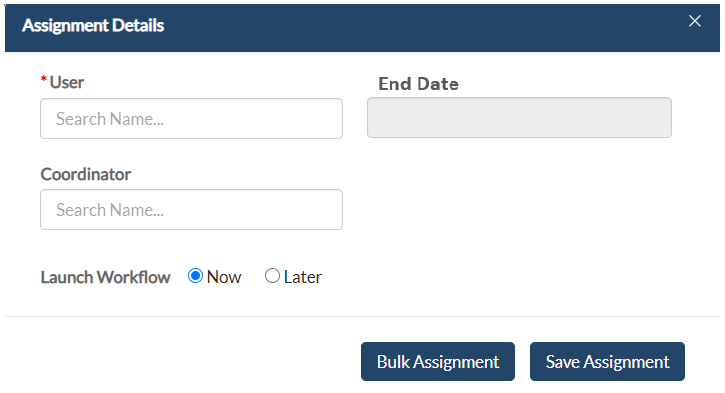 Assignment Details
*User
End Date
Search Name...
Coordinator
Search Name...
Launch Workflow Now Later
Bulk Assignment Save Assignment